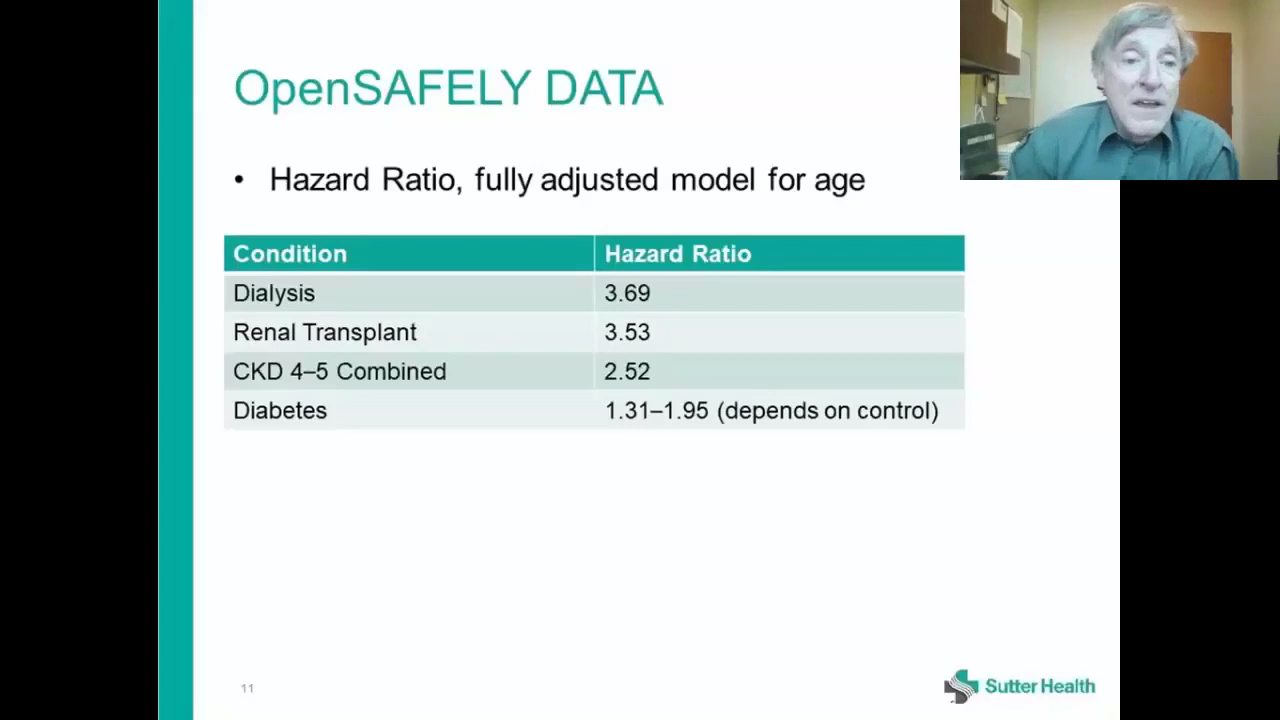 OpenSAFELY DATA
• Hazard Ratio, fully adjusted model for age
Condition Hazard Ratio
Dialysis 3.69
Renal Transplant 3.53
CKD 4–5 Combined 2.52
Diabetes 1.31–1.95 (depends on control)
11
Sutter Health